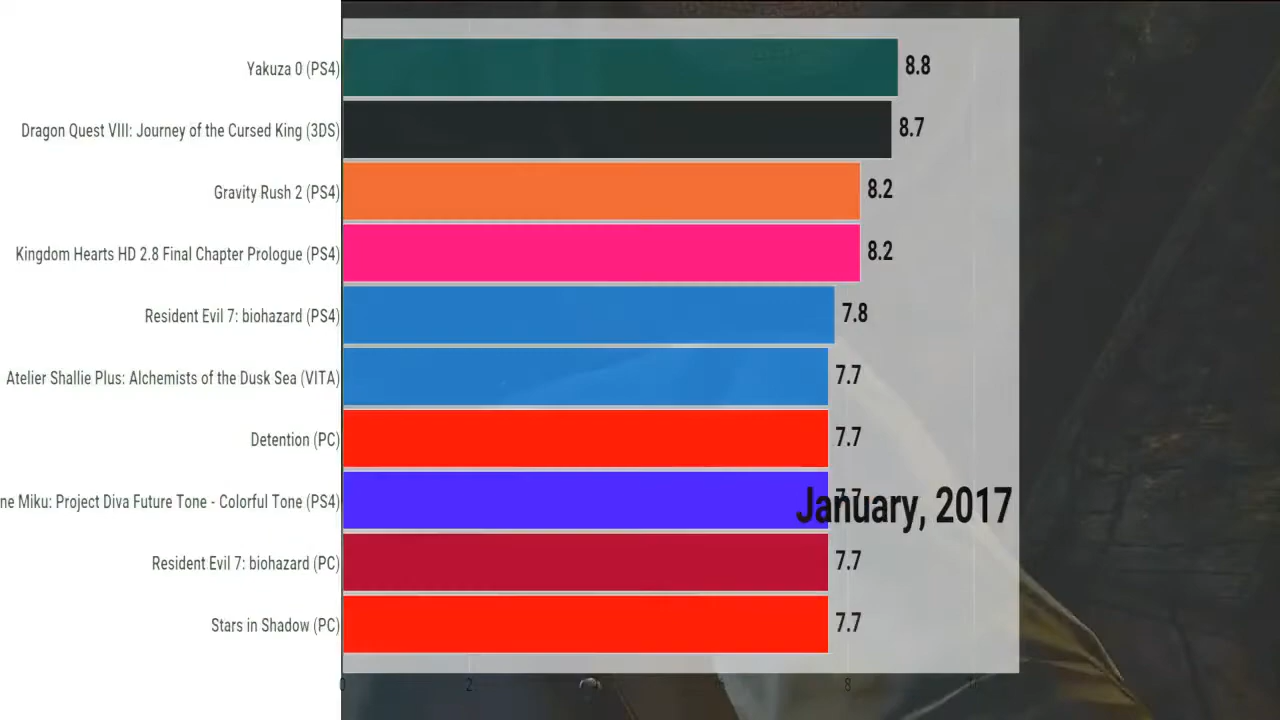 Yakuza 0 (PS4) 8.8
Dragon Quest VIII: Journey of the Cursed King (3DS) 8.7
Gravity Rush 2 (PS4) 8.2
Kingdom Hearts HD 2.8 Final Chapter Prologue (PS4) 8.2
Resident Evil 7: biohazard (PS4) 7.8
Atelier Shallie Plus: Alchemists of the Dusk Sea (VITA) 7.7
Detention (PC) 7.7
ne Miku: Project Diva Future Tone - Colorful Tone (PS4) 7.7
January, 2017
Resident Evil 7: biohazard (PC) 7.7
Stars in Shadow (PC) 7.7
0 2 8